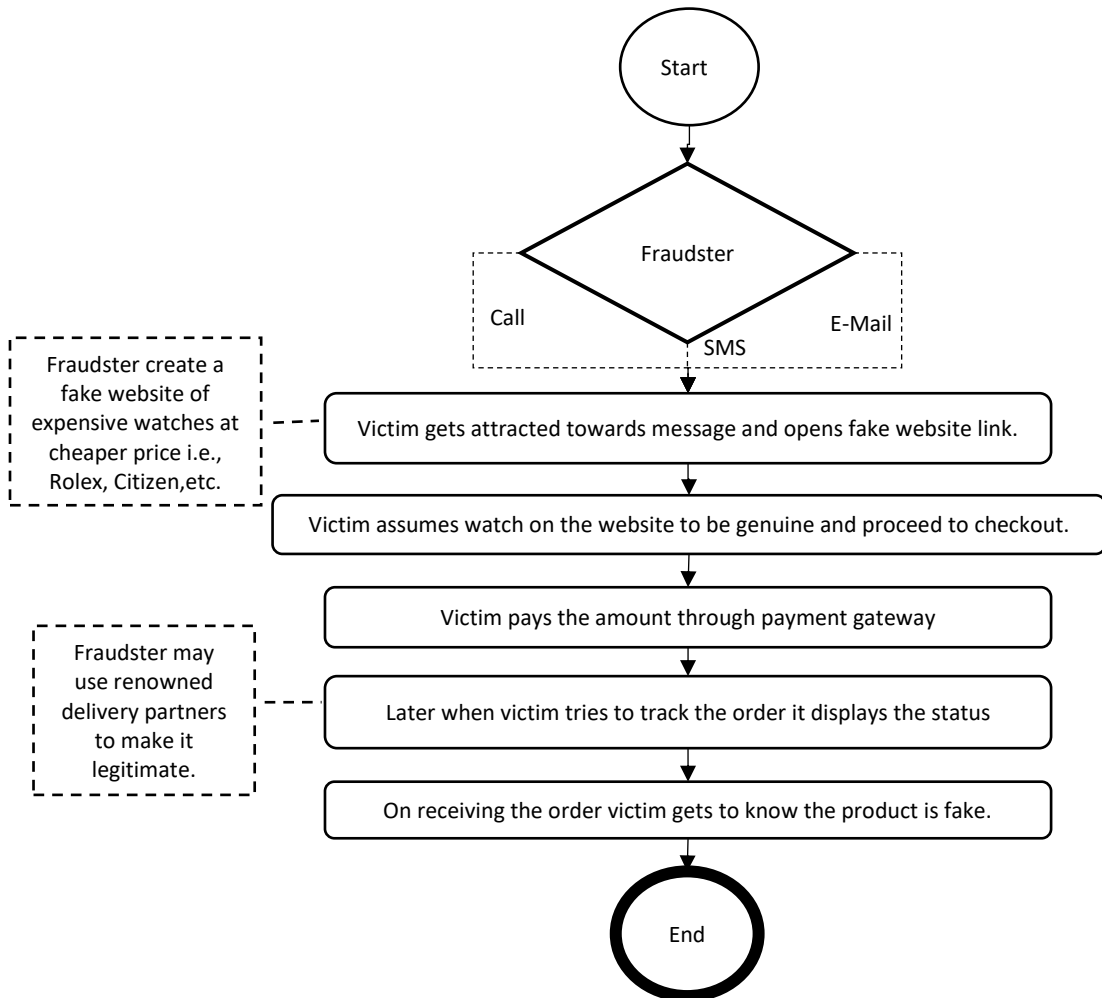 Start
Fraudster
Call
E-Mail
SMS
Fraudster create a
fake website of
expensive watches at
cheaper price i.e.,
Rolex, Citizen,etc.
Victim gets attracted towards message and opens fake website link.
Victim assumes watch on the website to be genuine and proceed to checkout.
Victim pays the amount through payment gateway
Fraudster may
use renowned
delivery partners
to make it
legitimate.
Later when victim tries to track the order it displays the status
On receiving the order victim gets to know the product is fake.
End